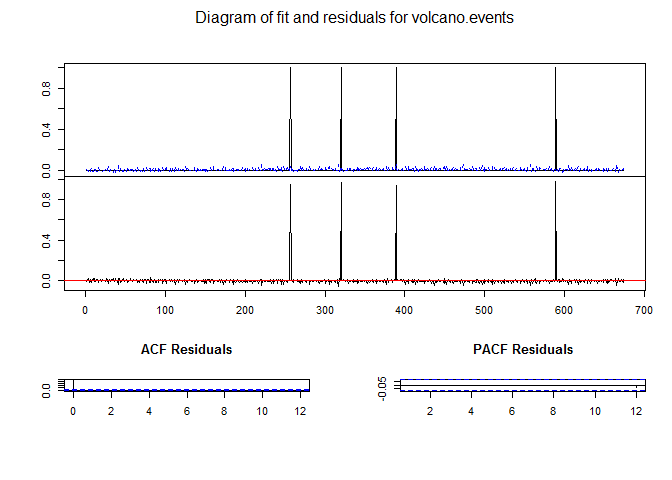 Diagram of fit and residuals for volcano.events
0.8
0.4
0.0
0.8
0.4
0.0
0 100 200 300 400 500 600 700
ACF Residuals PACF Residuals
0.0 -0.05
0 2 4 6 8 10 12 2 4 6 8 10 12